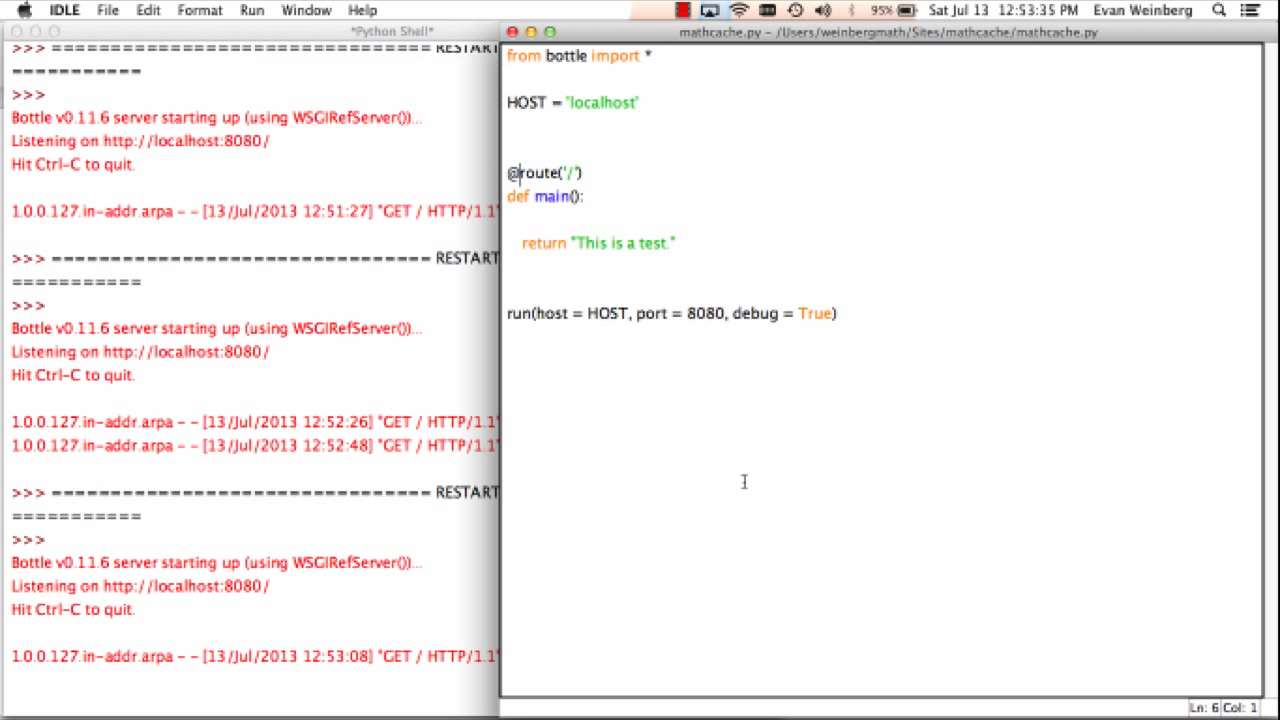 IDLE File Edit Format Run Window Help 95% Sat Jul 13 12:53:35 PM Evan Weinberg
*Python Shell*
>>> ================================ RESTART
===========
>>>
Bottle v0.11.6 server starting up (using WSGIRefServer())...
Listening on http://localhost:8080/
Hit Ctrl-C to quit.
1.0.0.127.in-addr.arpa - - [13/Jul/2013 12:51:27] "GET / HTTP/1.1"
>>> ================================ RESTART
===========
>>>
Bottle v0.11.6 server starting up (using WSGIRefServer())...
Listening on http://localhost:8080/
Hit Ctrl-C to quit.
1.0.0.127.in-addr.arpa - - [13/Jul/2013 12:52:26] "GET / HTTP/1.1"
1.0.0.127.in-addr.arpa - - [13/Jul/2013 12:52:48] "GET / HTTP/1.1"
>>> ================================ RESTART
===========
>>>
Bottle v0.11.6 server starting up (using WSGIRefServer())...
Listening on http://localhost:8080/
Hit Ctrl-C to quit.
1.0.0.127.in-addr.arpa - - [13/Jul/2013 12:53:08] "GET / HTTP/1.1"
mathcache.py - /Users/weinbergmath/Sites/mathcache/mathcache.py
from bottle import *
HOST = 'localhost'
@route('/')
def main():
return "This is a test."
run(host = HOST, port = 8080, debug = True)
Ln: 6 Col: 1